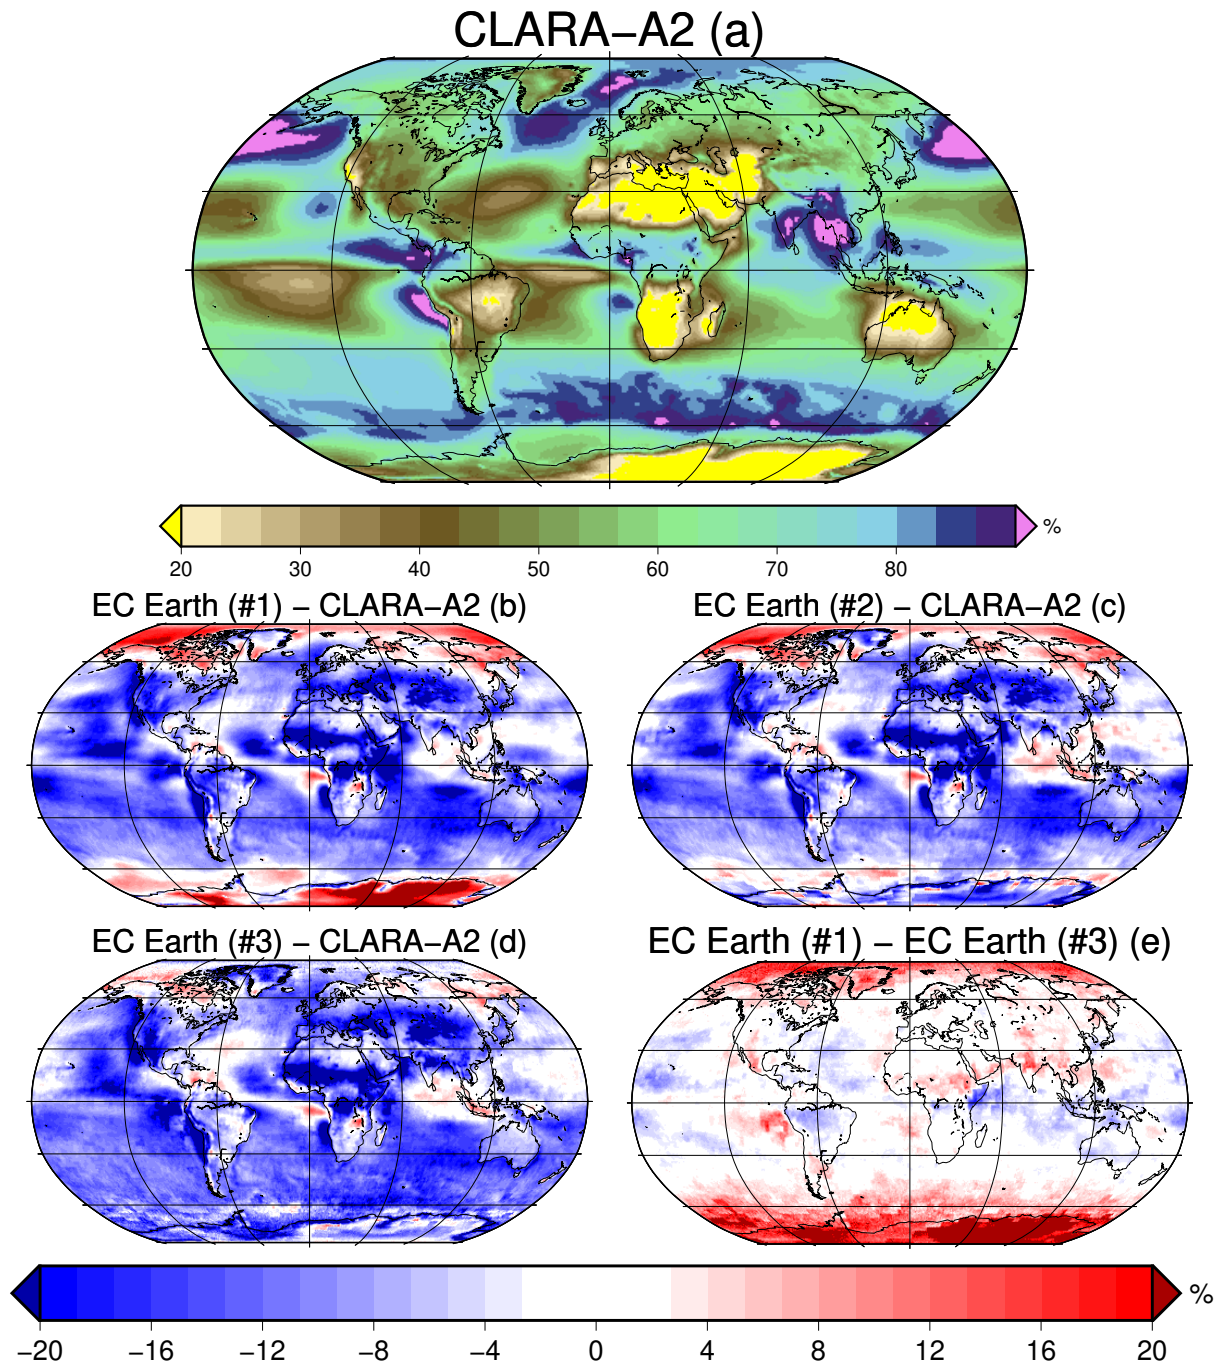 CLARA−A2 (a)
%
20 30 40 50 60 70 80
EC Earth (#1) − CLARA−A2 (b)
EC Earth (#2) − CLARA−A2 (c)
EC Earth (#3) − CLARA−A2 (d)
EC Earth (#1) − EC Earth (#3) (e)
%
−20 −16 −12 −8 −4 0 4 8 12 16 20